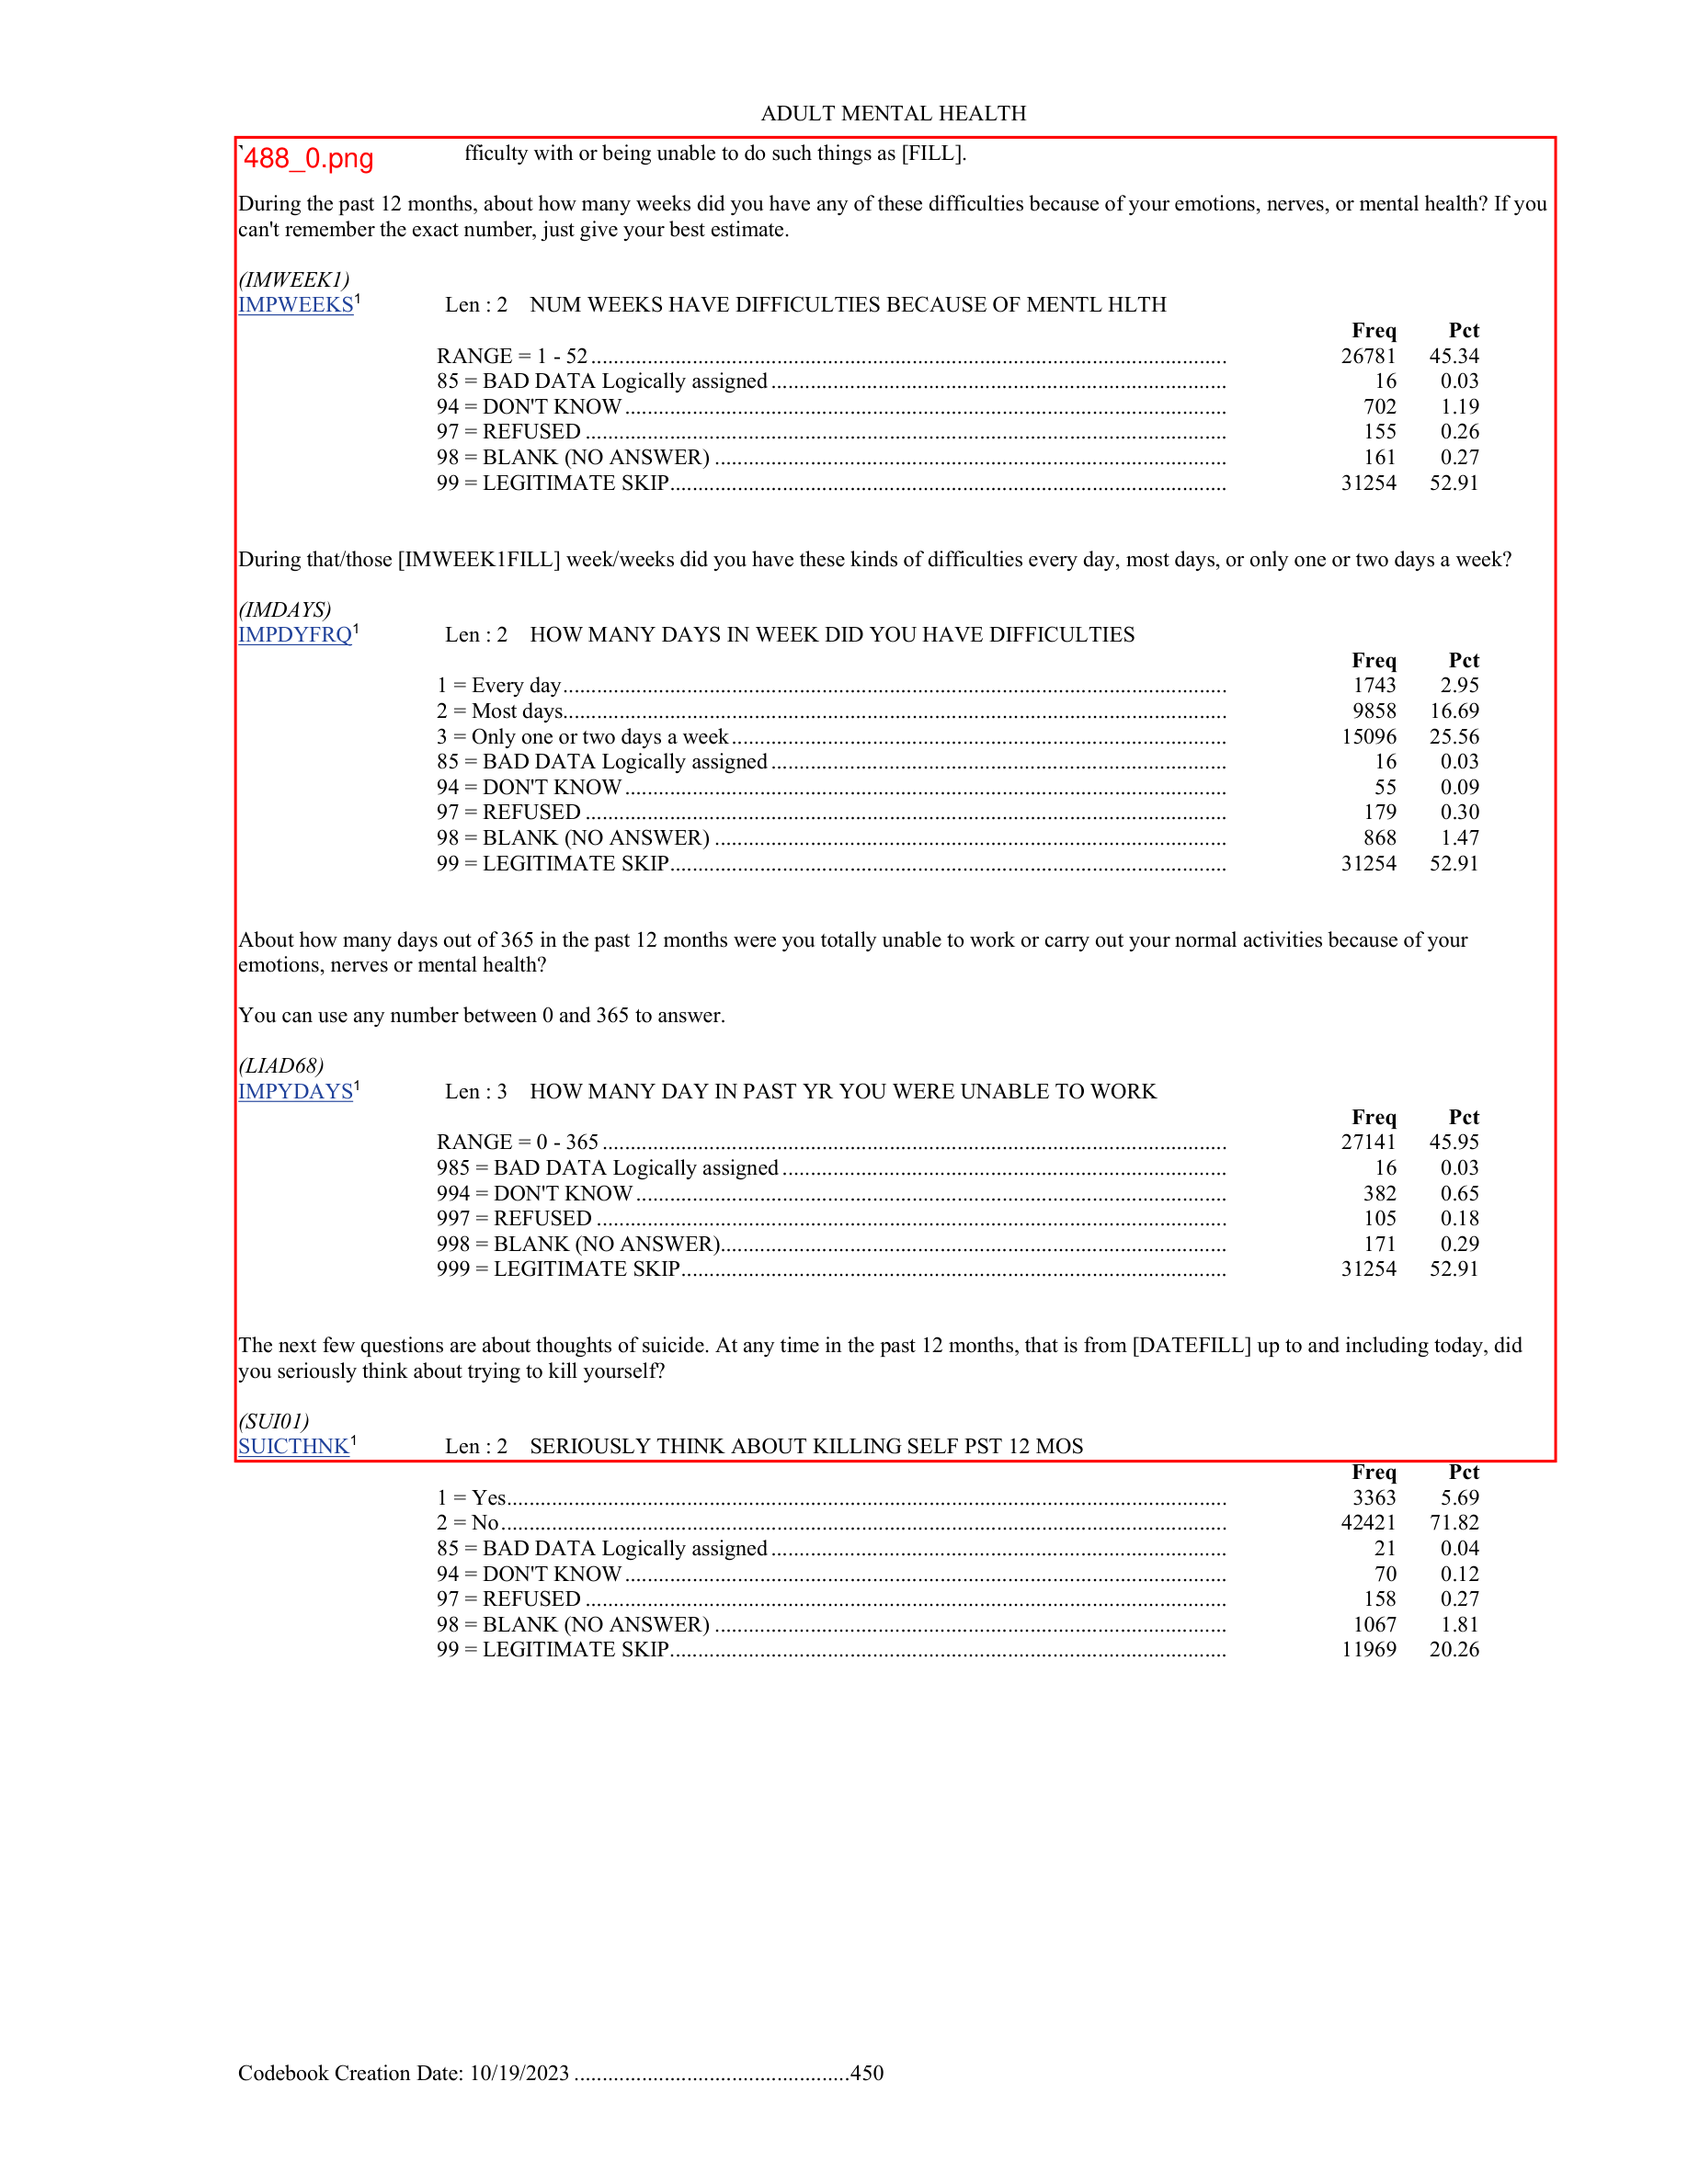 ADULT MENTAL HEALTH
488_0.png fficulty with or being unable to do such things as [FILL].
During the past 12 months, about how many weeks did you have any of these difficulties because of your emotions, nerves, or mental health? If you
can't remember the exact number, just give your best estimate.
(IMWEEK1)
IMPWEEKS¹ Len : 2 NUM WEEKS HAVE DIFFICULTIES BECAUSE OF MENTL HLTH
Freq Pct
RANGE = 1 - 52 26781 45.34
85 = BAD DATA Logically assigned 16 0.03
94 = DON'T KNOW 702 1.19
97 = REFUSED 155 0.26
98 = BLANK (NO ANSWER) 161 0.27
99 = LEGITIMATE SKIP 31254 52.91
During that/those [IMWEEK1FILL] week/weeks did you have these kinds of difficulties every day, most days, or only one or two days a week?
(IMDAYS)
IMPDYFRQ¹ Len : 2 HOW MANY DAYS IN WEEK DID YOU HAVE DIFFICULTIES
Freq Pct
1 = Every day 1743 2.95
2 = Most days 9858 16.69
3 = Only one or two days a week 15096 25.56
85 = BAD DATA Logically assigned 16 0.03
94 = DON'T KNOW 55 0.09
97 = REFUSED 179 0.30
98 = BLANK (NO ANSWER) 868 1.47
99 = LEGITIMATE SKIP 31254 52.91
About how many days out of 365 in the past 12 months were you totally unable to work or carry out your normal activities because of your
emotions, nerves or mental health?
You can use any number between 0 and 365 to answer.
(LIAD68)
IMPYDAYS¹ Len : 3 HOW MANY DAY IN PAST YR YOU WERE UNABLE TO WORK
Freq Pct
RANGE = 0 - 365 27141 45.95
985 = BAD DATA Logically assigned 16 0.03
994 = DON'T KNOW 382 0.65
997 = REFUSED 105 0.18
998 = BLANK (NO ANSWER) 171 0.29
999 = LEGITIMATE SKIP 31254 52.91
The next few questions are about thoughts of suicide. At any time in the past 12 months, that is from [DATEFILL] up to and including today, did
you seriously think about trying to kill yourself?
(SUI01)
SUICTHNK¹ Len : 2 SERIOUSLY THINK ABOUT KILLING SELF PST 12 MOS
Freq Pct
1 = Yes 3363 5.69
2 = No 42421 71.82
85 = BAD DATA Logically assigned 21 0.04
94 = DON'T KNOW 70 0.12
97 = REFUSED 158 0.27
98 = BLANK (NO ANSWER) 1067 1.81
99 = LEGITIMATE SKIP 11969 20.26
Codebook Creation Date: 10/19/2023 450